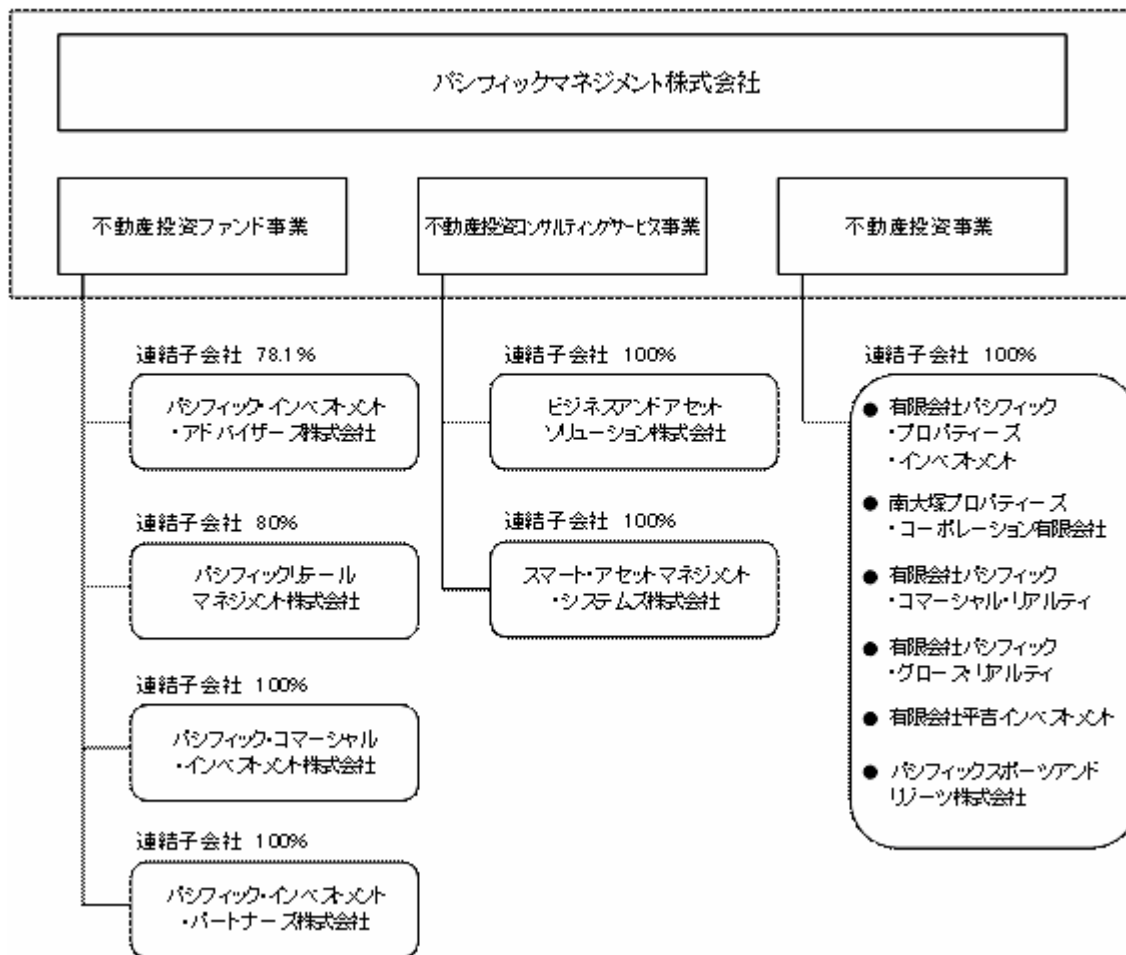 パシフィックマネジメント株式会社
不動産投資ファンド事業
不動産投資コンサルティングサービス事業
不動産投資事業
連結子会社 78.1%
パシフィック・インベストメント
・アドバイザーズ株式会社
連結子会社 80%
パシフィックリテール
マネジメント株式会社
連結子会社 100%
パシフィック・コマーシャル
・インベストメント株式会社
連結子会社 100%
パシフィック・インベストメント
・パートナーズ株式会社
連結子会社 100%
ビジネスアンドアセット
ソリューション株式会社
連結子会社 100%
スマート・アセットマネジメント
・システムズ株式会社
連結子会社 100%
● 有限会社パシフィック
・プロパティーズ
・インベストメント
● 南大塚プロパティーズ
・コーポレーション有限会社
● 有限会社パシフィック
・コマーシャル・リアルティ
● 有限会社パシフィック
・グロース・リアルティ
● 有限会社平吉インベストメント
● パシフィックスポーツアンド
リゾーツ株式会社